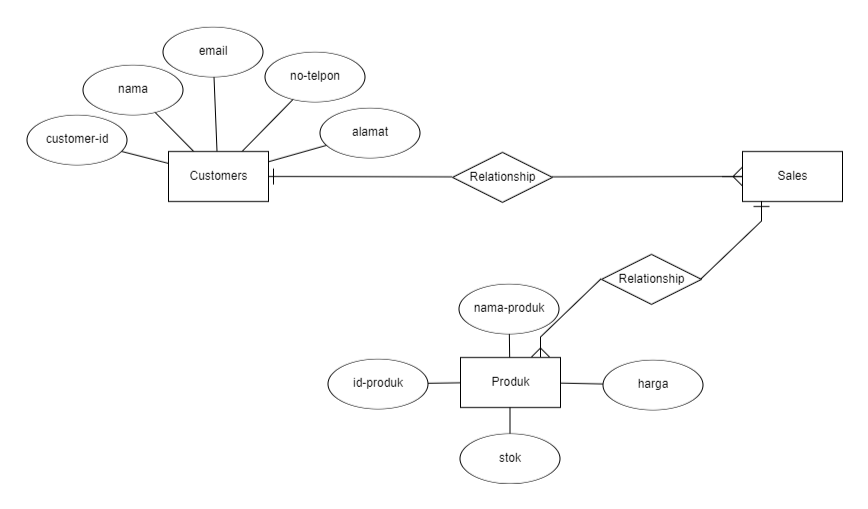 email
no-telpon
nama
alamat
customer-id
Customers
Relationship
Sales
Relationship
nama-produk
id-produk
Produk
harga
stok